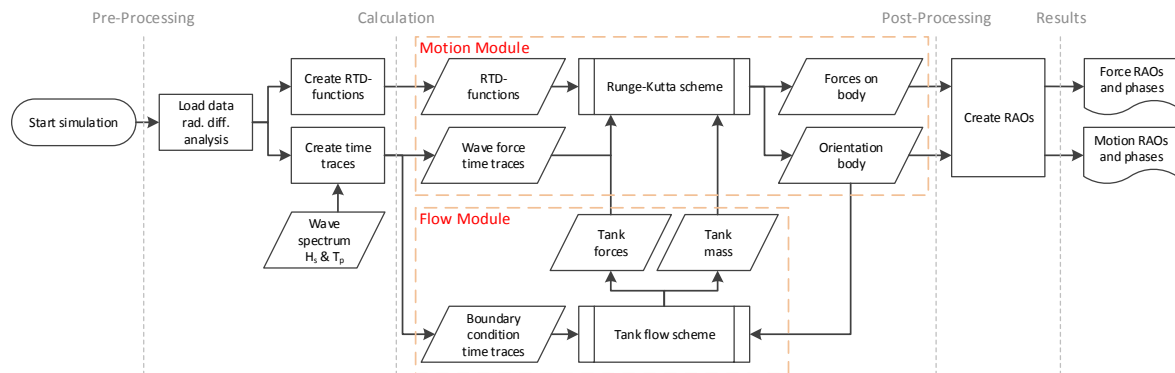 Pre-Processing
Calculation
Post-Processing
Results
Motion Module
Start simulation
Load data
rad. diff.
analysis
Create RTD-
functions
Create time
traces
Wave
spectrum
Hs & Tp
RTD-
functions
Wave force
time traces
Runge-Kutta scheme
Forces on
body
Orientation
body
Create RAOs
Force RAOs
and phases
Motion RAOs
and phases
Flow Module
Tank
forces
Tank
mass
Boundary
condition
time traces
Tank flow scheme